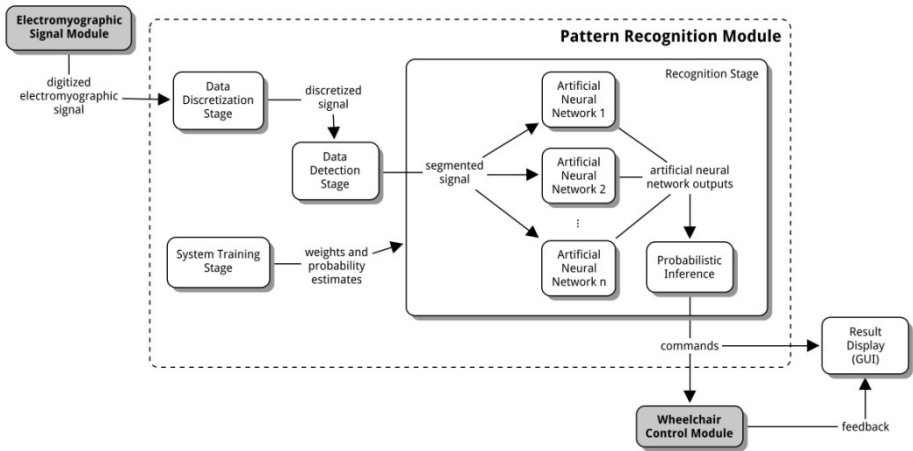 Electromyographic
Signal Module
Pattern Recognition Module
digitized
electromyographic
signal
Data
Discretization
Stage
discretized
signal
Data
Detection
Stage
Recognition Stage
segmented
signal
Artificial
Neural
Network 1
Artificial
Neural
Network 2
...
Artificial
Neural
Network n
artificial neural
network outputs
System Training
Stage
weights and
probability
estimates
Probabilistic
Inference
commands
Result
Display
(GUI)
Wheelchair
Control Module
feedback